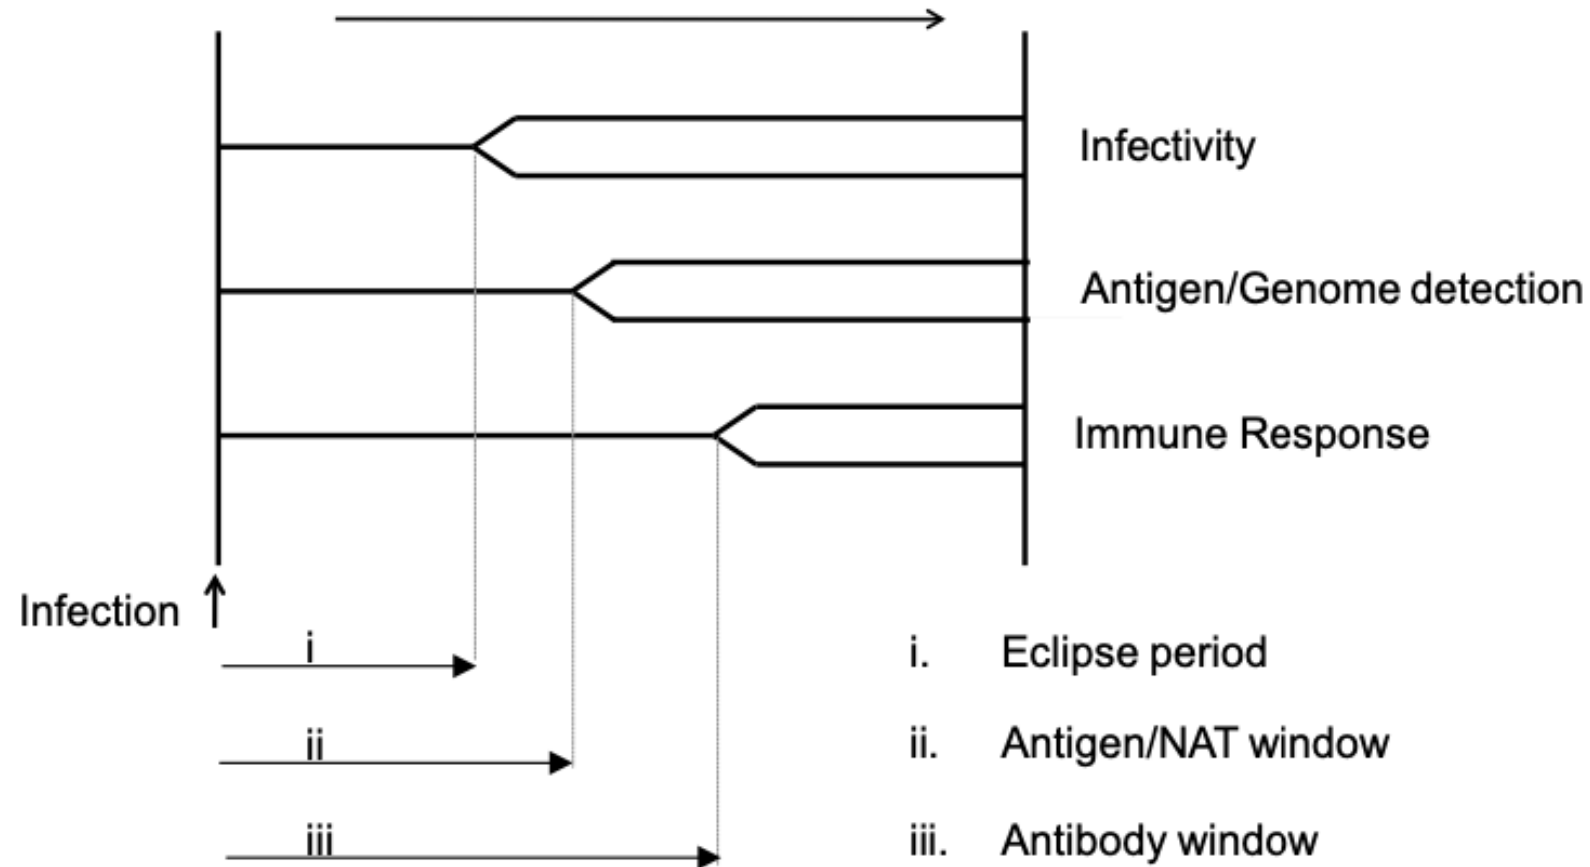 Infectivity
Antigen/Genome detection
Immune Response
Infection
i
i. Eclipse period
ii
ii. Antigen/NAT window
iii
iii. Antibody window